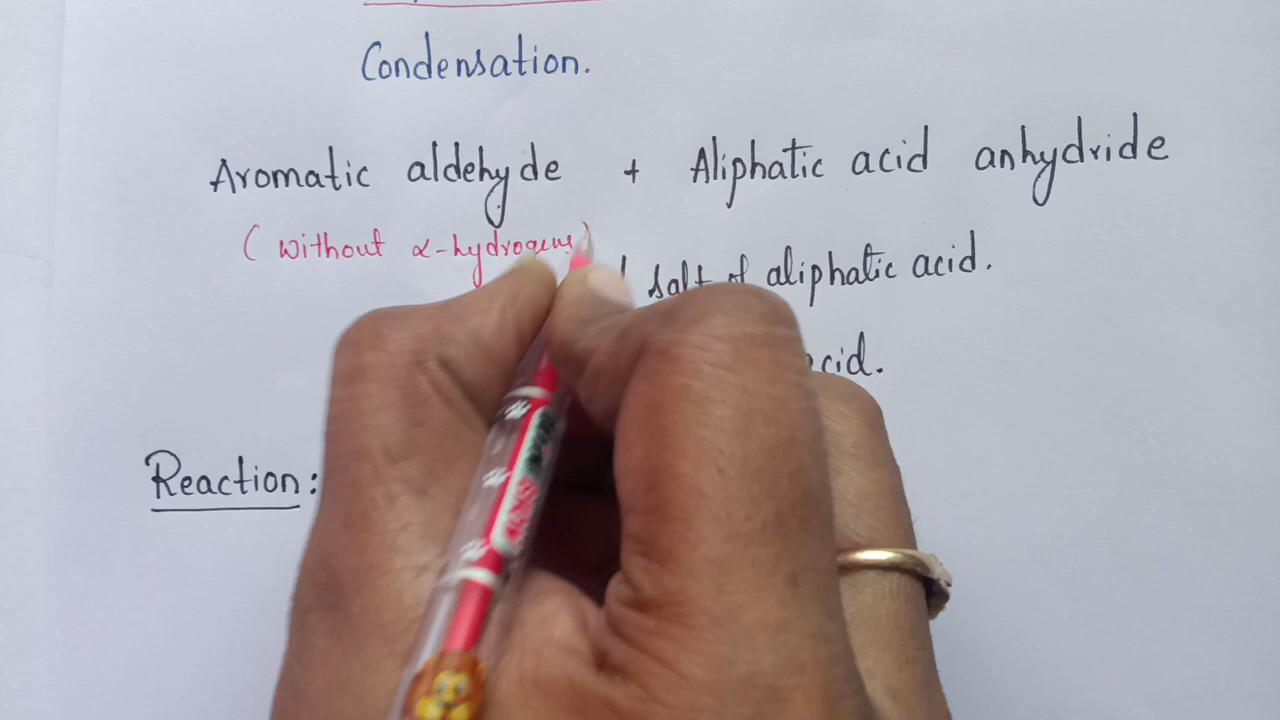 Condensation.
Aromatic aldehyde + Aliphatic acid anhydride
(without α-hydrogens)
salt of aliphatic acid.
acid.
Reaction: